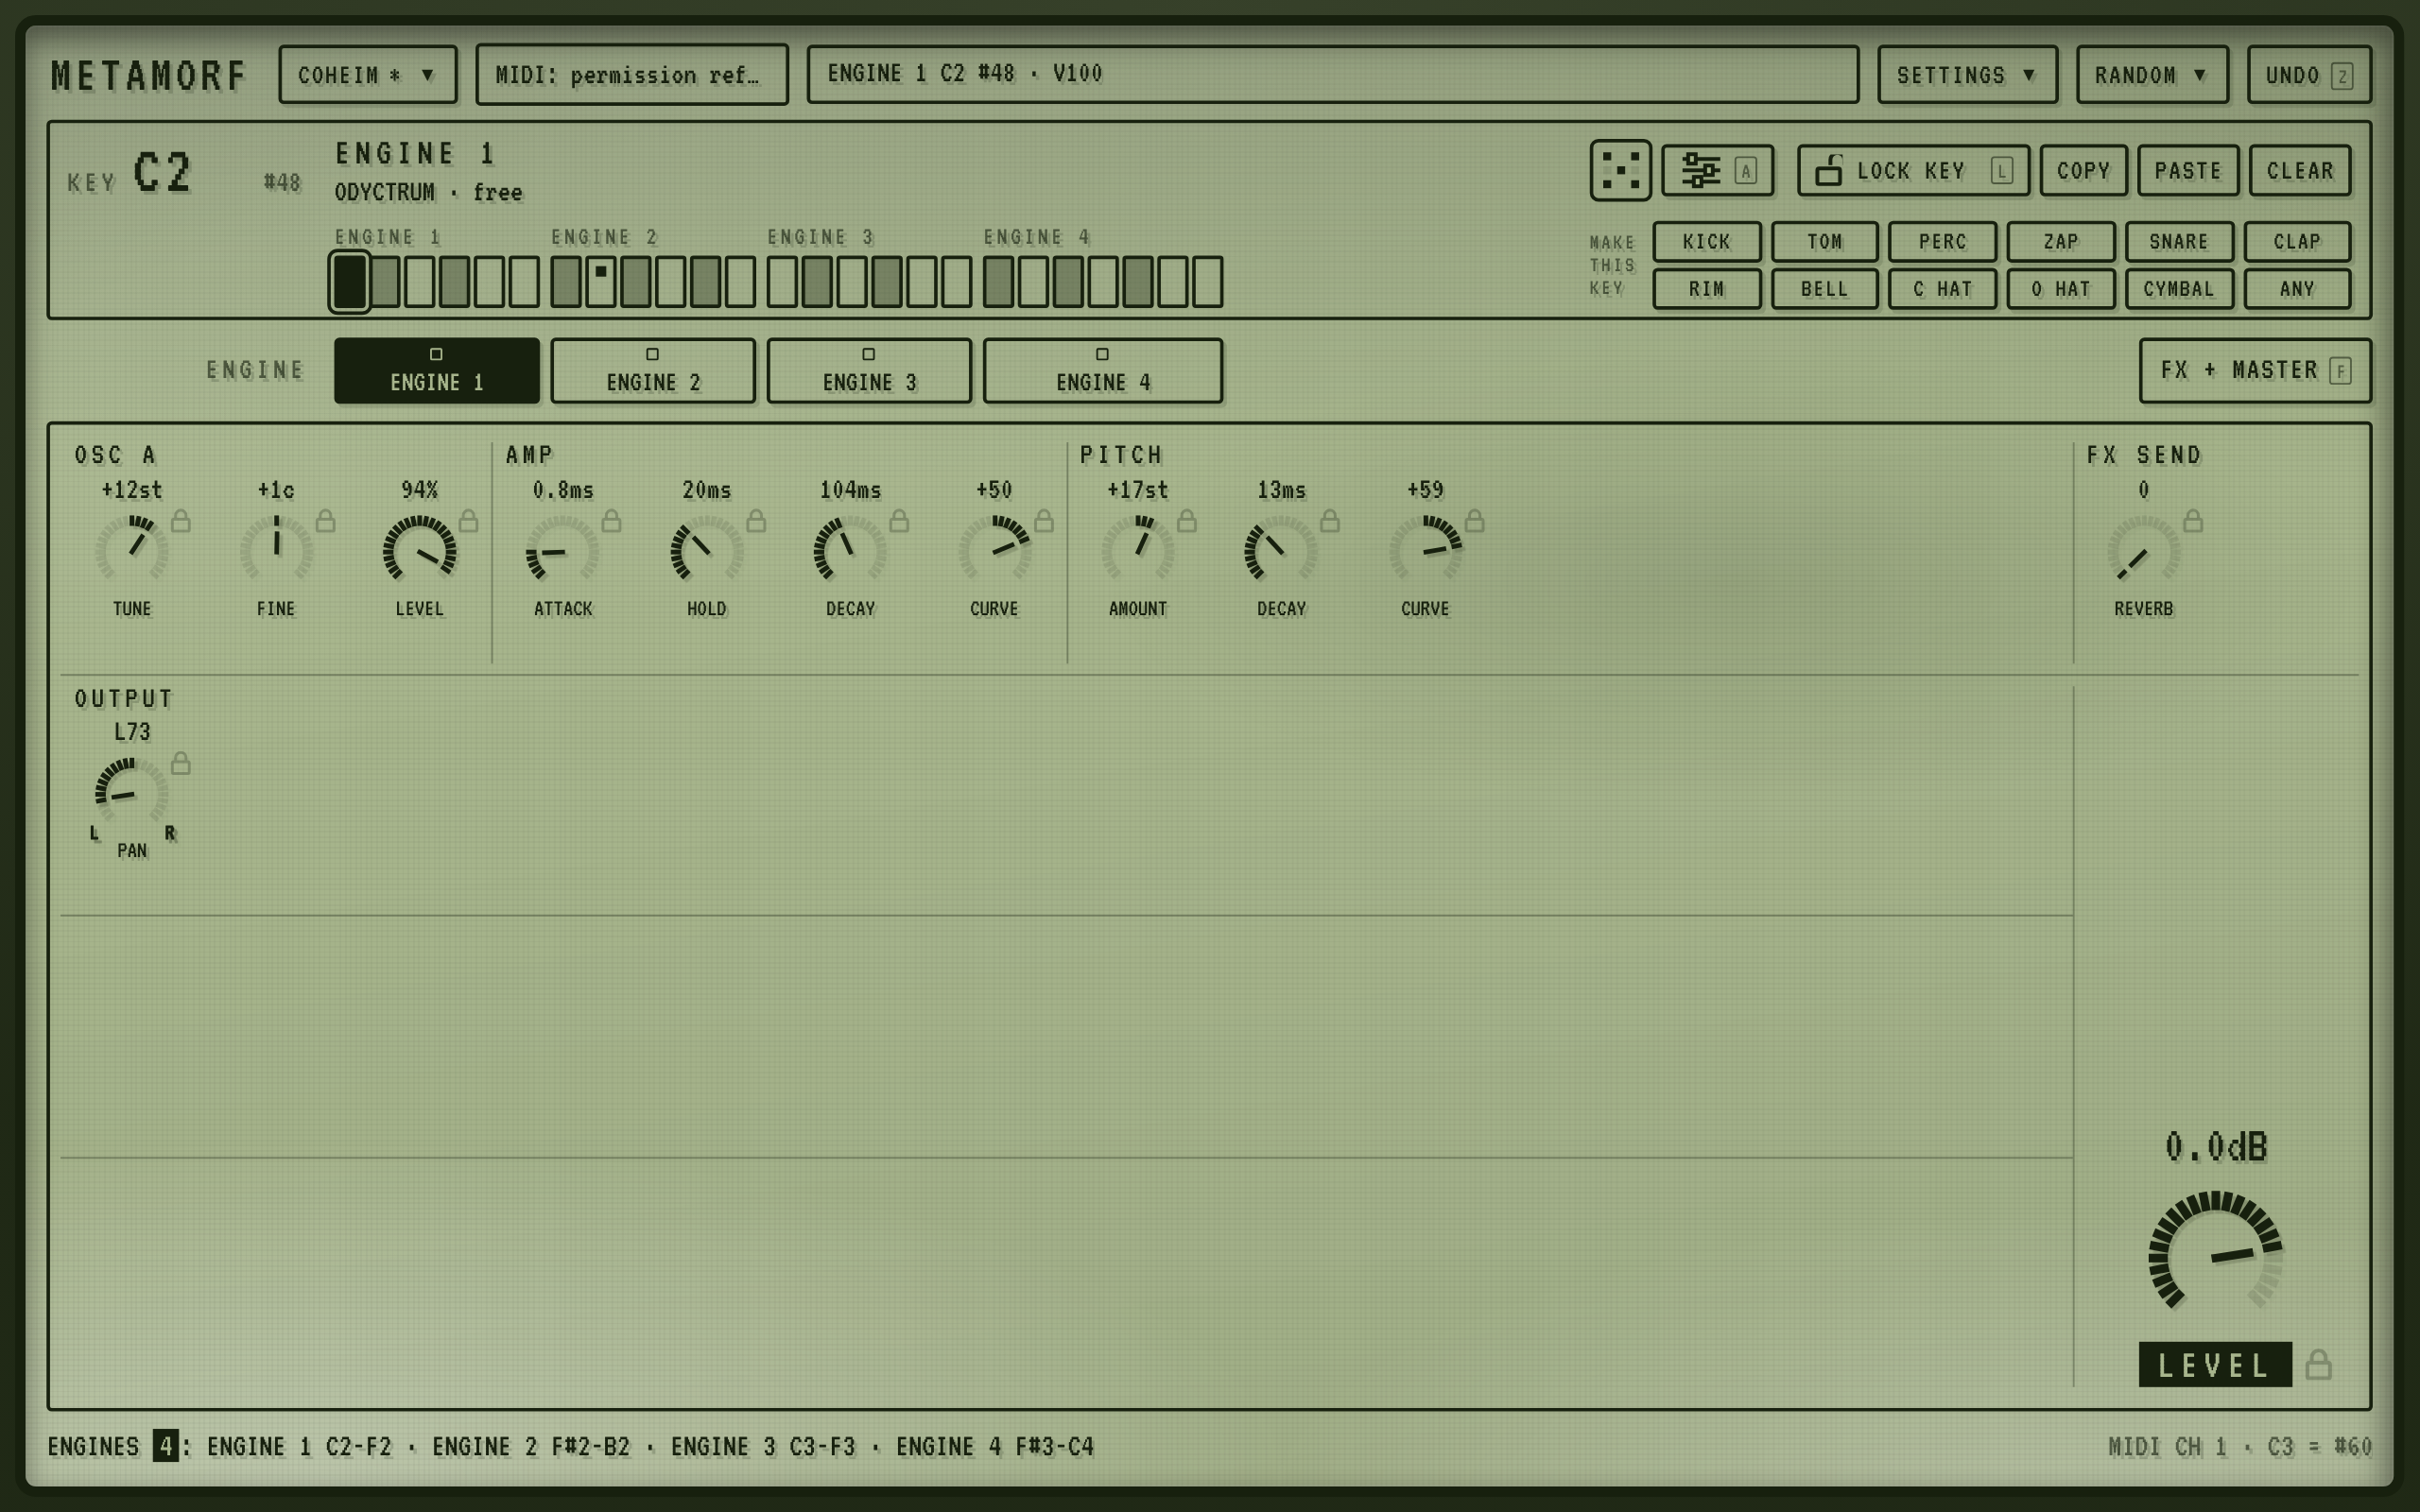 METAMORF
COHEIM * ▼
MIDI: permission ref…
ENGINE 1 C2 #48 · V100
SETTINGS ▼
RANDOM ▼
UNDO Z
KEY C2 #48
ENGINE 1
ODYCTRUM · free
A
LOCK KEY L
COPY
PASTE
CLEAR
ENGINE 1 ENGINE 2 ENGINE 3 ENGINE 4
MAKE THIS KEY
KICK TOM PERC ZAP SNARE CLAP
RIM BELL C HAT O HAT CYMBAL ANY
ENGINE
ENGINE 1
ENGINE 2
ENGINE 3
ENGINE 4
FX + MASTER F
OSC A AMP PITCH FX SEND
+12st +1c 94% 0.8ms 20ms 104ms +50 +17st 13ms +59 0
TUNE FINE LEVEL ATTACK HOLD DECAY CURVE AMOUNT DECAY CURVE REVERB
OUTPUT
L73
L R
PAN
0.0dB
LEVEL
ENGINES 4: ENGINE 1 C2-F2 · ENGINE 2 F#2-B2 · ENGINE 3 C3-F3 · ENGINE 4 F#3-C4
MIDI CH 1 · C3 = #60